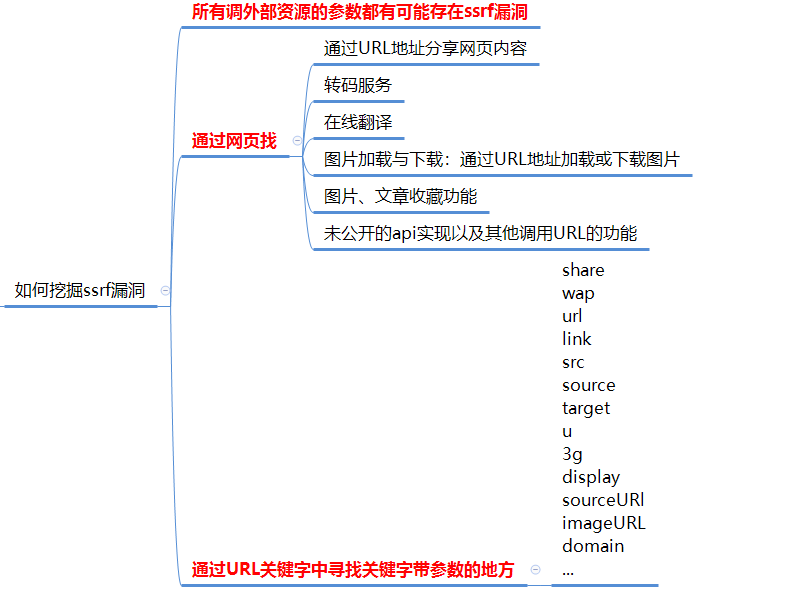 所有调外部资源的参数都有可能存在ssrf漏洞
通过URL地址分享网页内容
转码服务
通过网页找
在线翻译
图片加载与下载：通过URL地址加载或下载图片
图片、文章收藏功能
未公开的api实现以及其他调用URL的功能
如何挖掘ssrf漏洞
share
wap
url
link
src
source
target
u
3g
display
sourceURl
imageURL
domain
...
通过URL关键字中寻找关键字带参数的地方